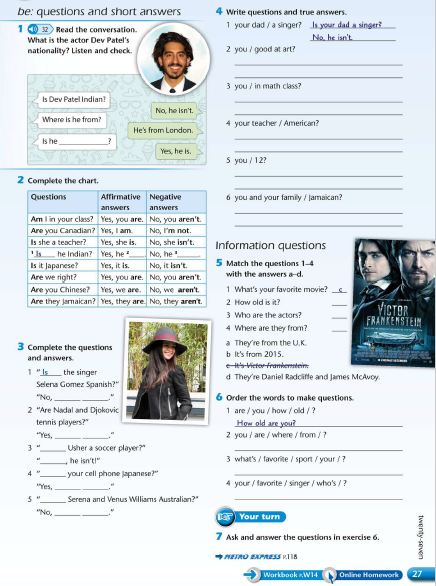 be: questions and short answers
1 32 Read the conversation.
What is the actor Dev Patel's
nationality? Listen and check.
Is Dev Patel Indian?
No, he isn't.
Where is he from?
He's from London.
Is he ________?
Yes, he is.
2 Complete the chart.
Questions Affirmative answers Negative answers
Am I in your class? Yes, you are. No, you aren't.
Are you Canadian? Yes, I am. No, I'm not.
Is she a teacher? Yes, she is. No, she isn't.
1 Is he Indian? Yes, he 2____ No, he 3____
Is it Japanese? Yes, it is. No, it isn't.
Are we right? Yes, you are. No, you aren't.
Are you Chinese? Yes, we are. No, we aren't.
Are they Jamaican? Yes, they are. No, they aren't.
3 Complete the questions
and answers.
1 "Is the singer
Selena Gomez Spanish?"
"No, ______ ______."
2 "Are Nadal and Djokovic
tennis players?"
"Yes, ______ ______."
3 "______ Usher a soccer player?"
"______, he isn't!"
4 "______ your cell phone Japanese?"
"Yes, ______ ______."
5 "______ Serena and Venus Williams Australian?"
"No, ______ ______."
4 Write questions and true answers.
1 your dad / a singer? Is your dad a singer?
No, he isn't.
2 you / good at art?
3 you / in math class?
4 your teacher / American?
5 you / 12?
6 you and your family / Jamaican?
Information questions
5 Match the questions 1–4
with the answers a–d.
1 What's your favorite movie? c
2 How old is it?
3 Who are the actors?
4 Where are they from?
a They're from the U.K.
b It's from 2015.
c It's Victor Frankenstein.
d They're Daniel Radcliffe and James McAvoy.
VICTOR
FRANKENSTEIN
6 Order the words to make questions.
1 are / you / how / old / ?
How old are you?
2 you / are / where / from / ?
3 what's / favorite / sport / your / ?
4 your / favorite / singer / who's / ?
Your turn
7 Ask and answer the questions in exercise 6.
METRO EXPRESS P.118
Workbook P.W14 Online Homework 27
twenty-seven